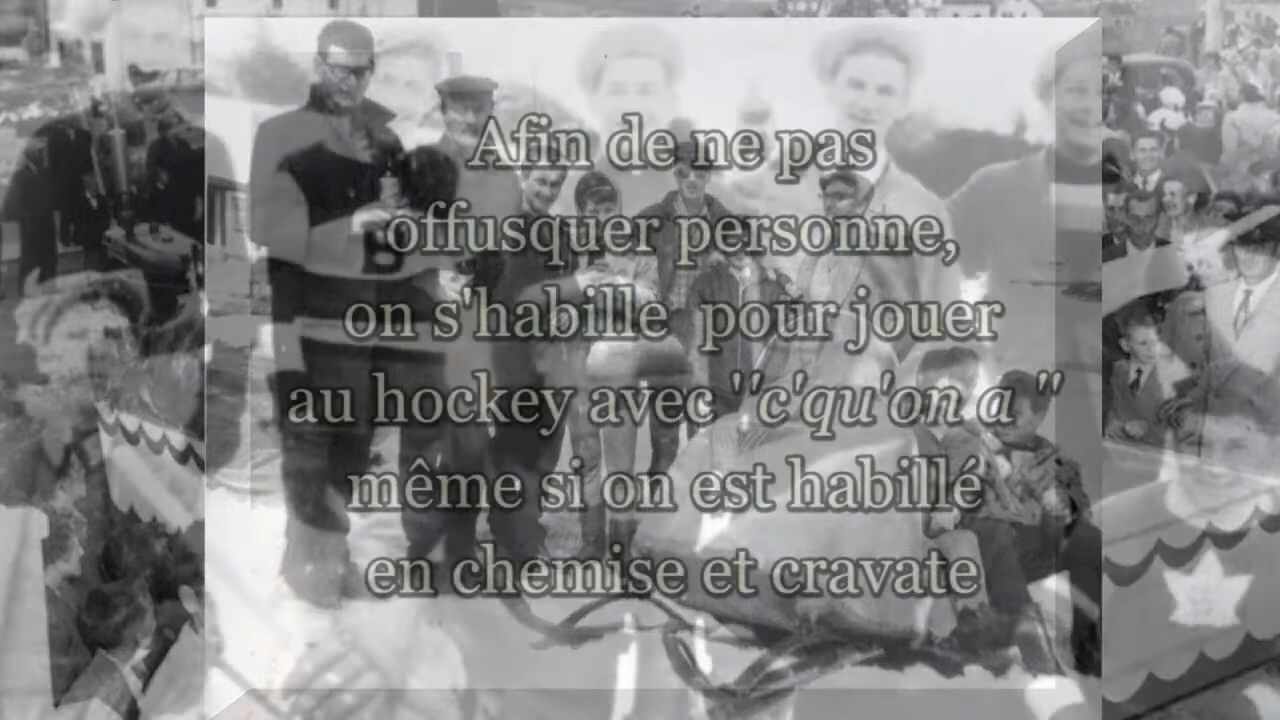 Afin de ne pas
offusquer personne,
on s'habille pour jouer
au hockey avec "c'qu'on a "
même si on est habillé
en chemise et cravate